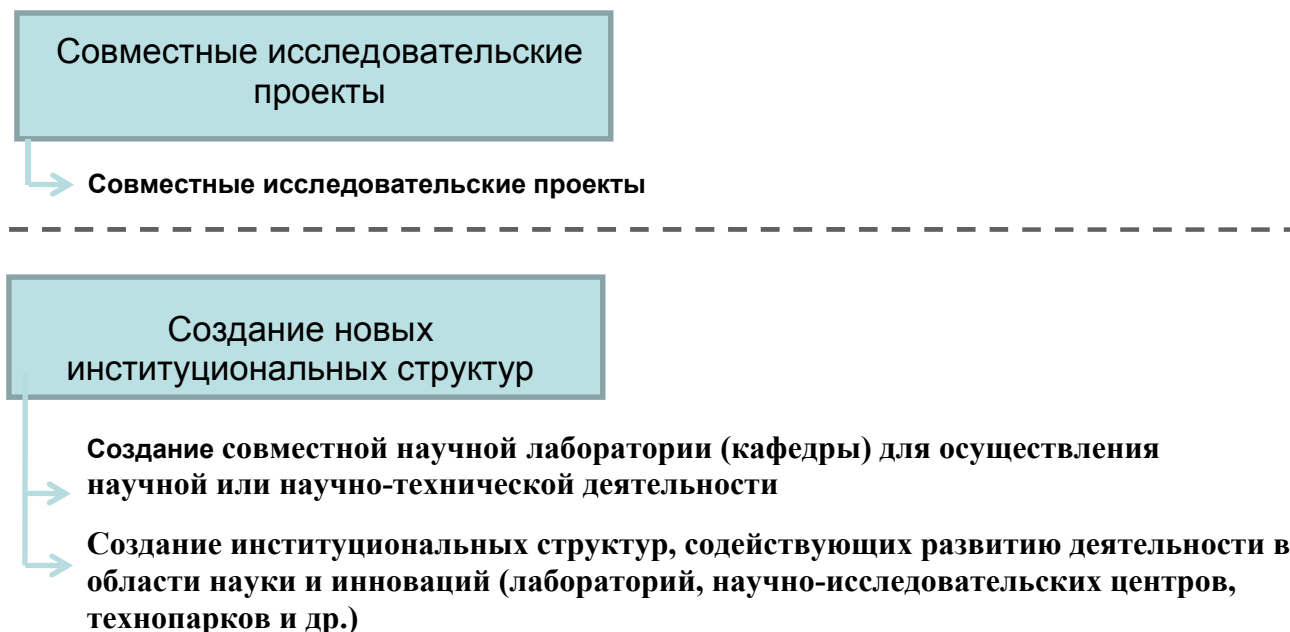 Совместные исследовательские
проекты
Совместные исследовательские проекты
Создание новых
институциональных структур
Создание совместной научной лаборатории (кафедры) для осуществления
научной или научно-технической деятельности
Создание институциональных структур, содействующих развитию деятельности в
области науки и инноваций (лабораторий, научно-исследовательских центров,
технопарков и др.)